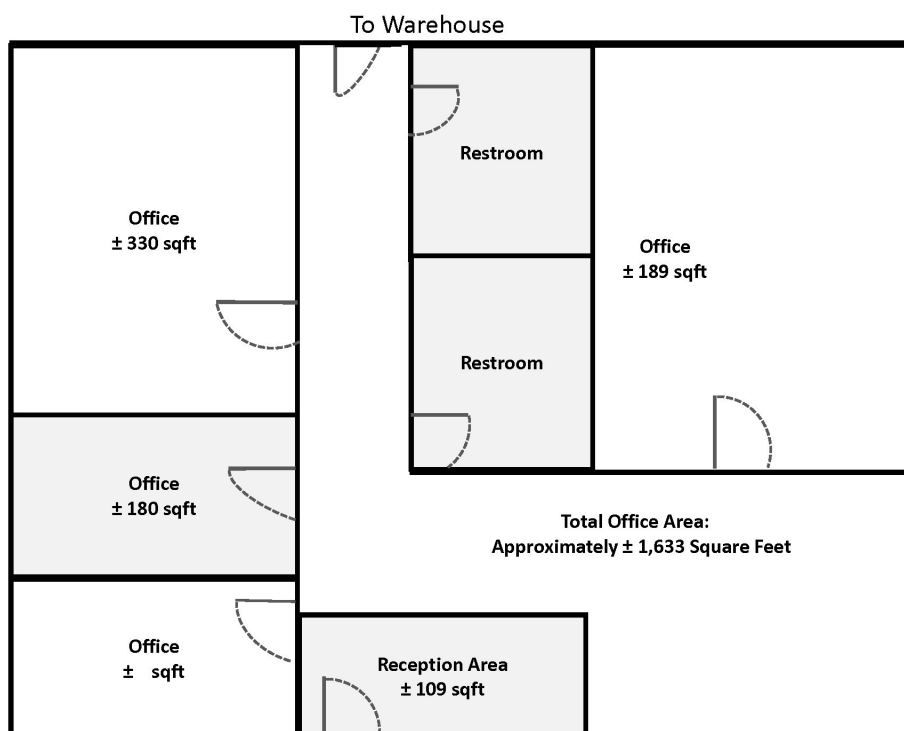 To Warehouse
Restroom
Office
± 330 sqft
Office
± 189 sqft
Restroom
Office
± 180 sqft
Total Office Area:
Approximately ± 1,633 Square Feet
Office
± sqft
Reception Area
± 109 sqft